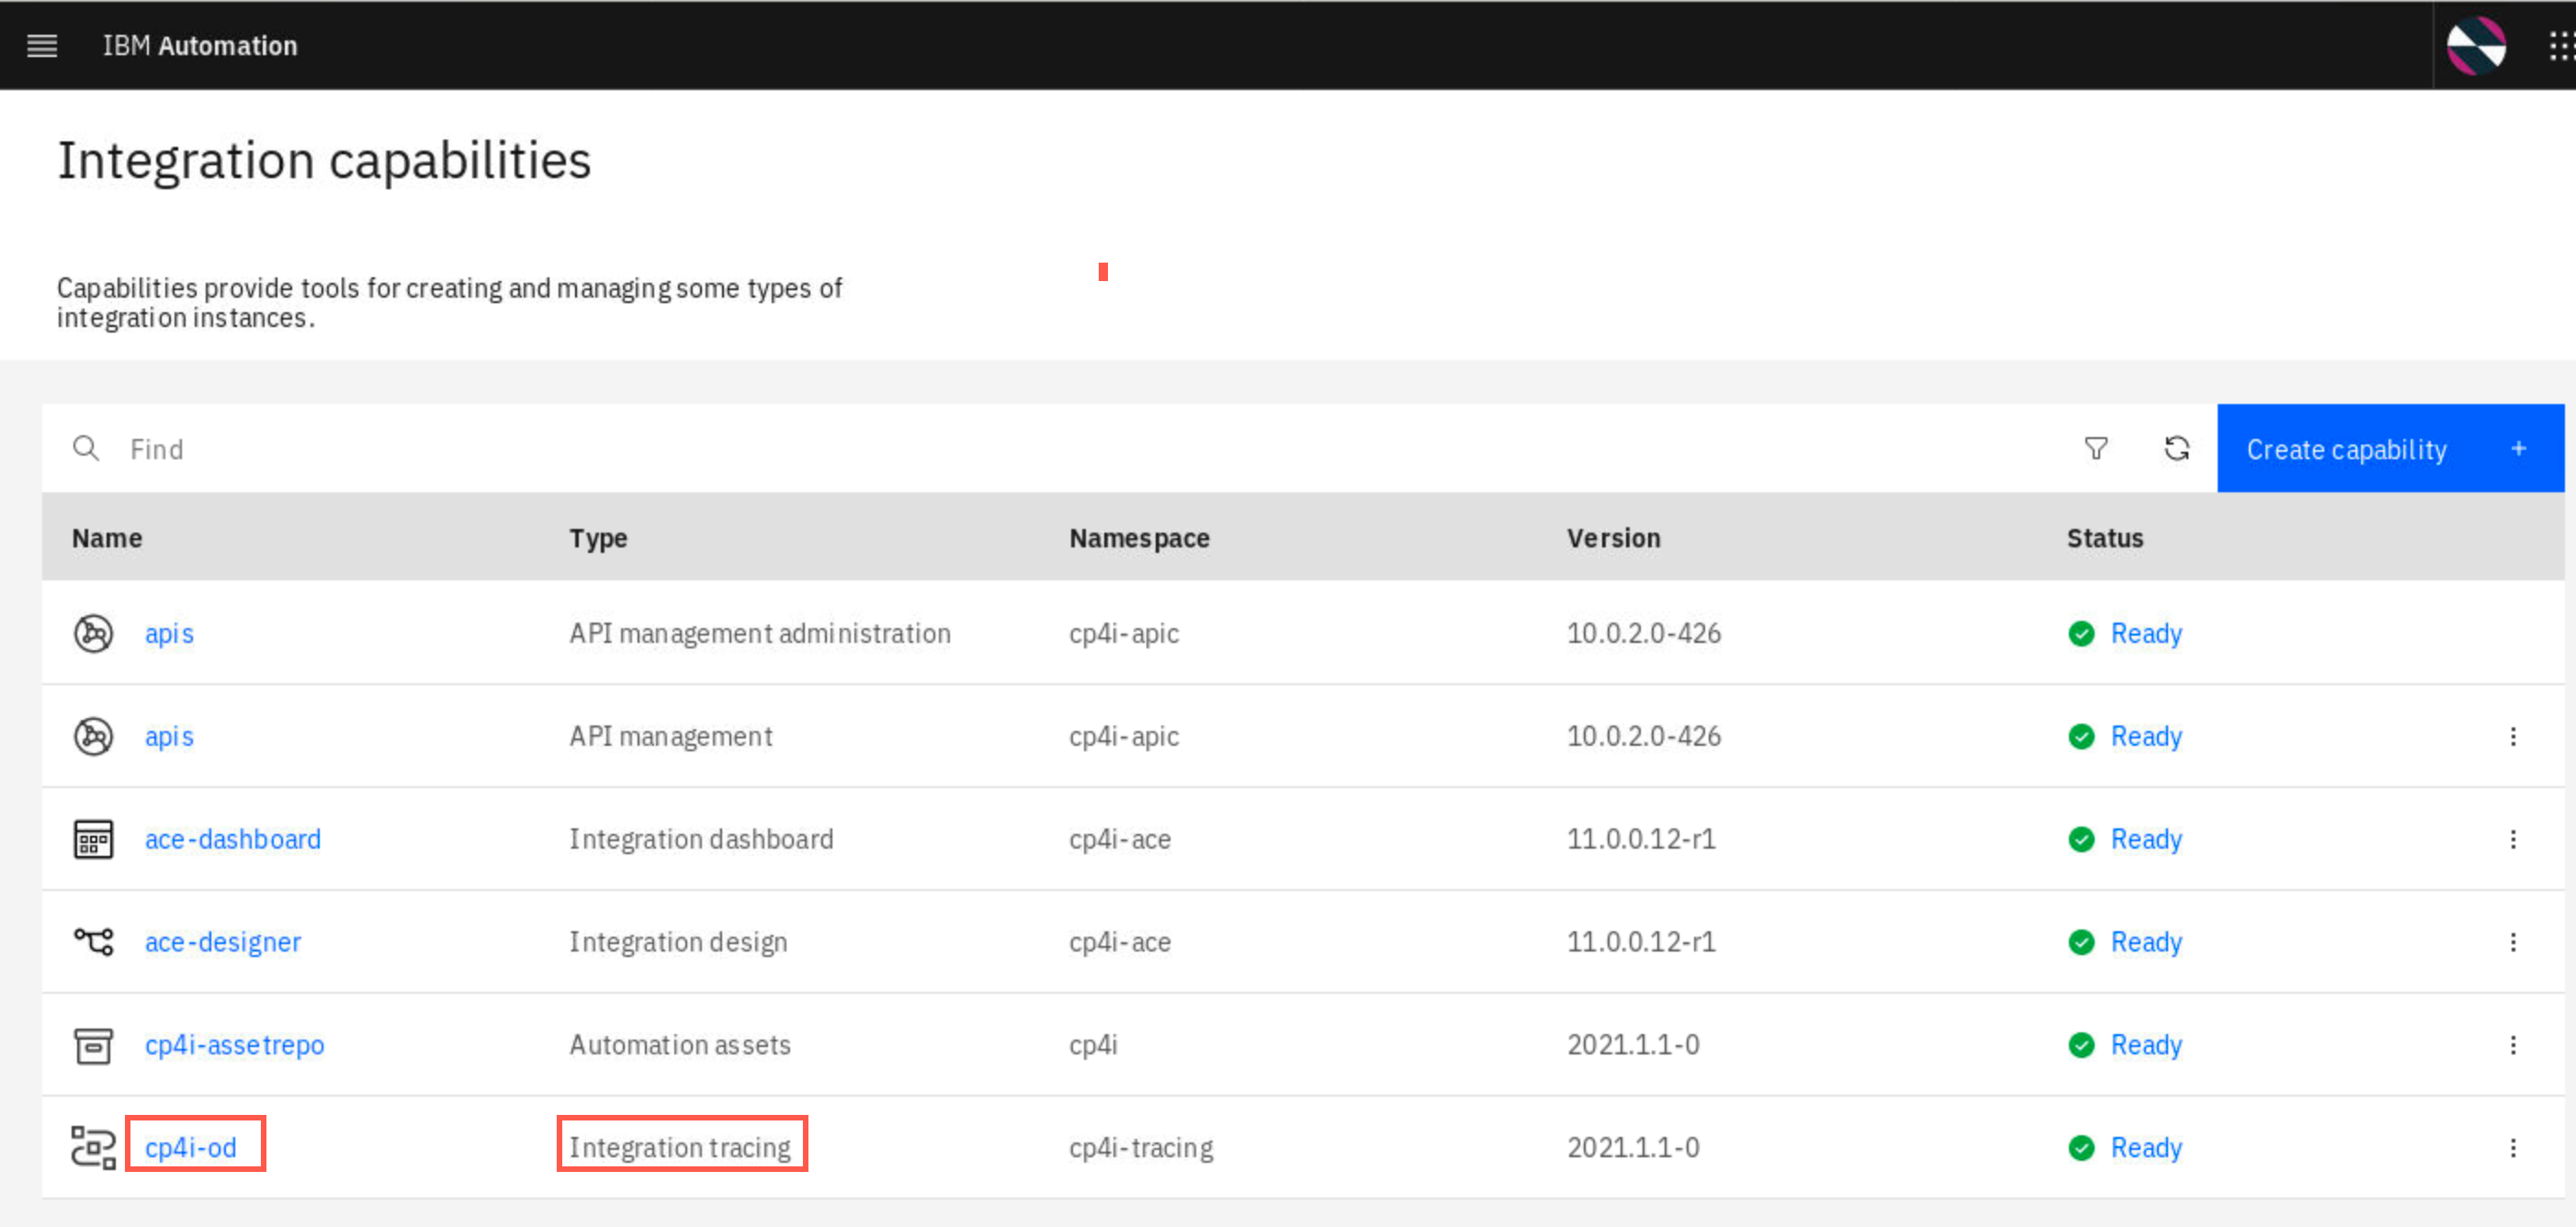 IBM Automation
Integration capabilities
Capabilities provide tools for creating and managing some types of
integration instances.
Find
Create capability +
Name Type Namespace Version Status
apis API management administration cp4i-apic 10.0.2.0-426 Ready
apis API management cp4i-apic 10.0.2.0-426 Ready
ace-dashboard Integration dashboard cp4i-ace 11.0.0.12-r1 Ready
ace-designer Integration design cp4i-ace 11.0.0.12-r1 Ready
cp4i-assetrepo Automation assets cp4i 2021.1.1-0 Ready
cp4i-od Integration tracing cp4i-tracing 2021.1.1-0 Ready